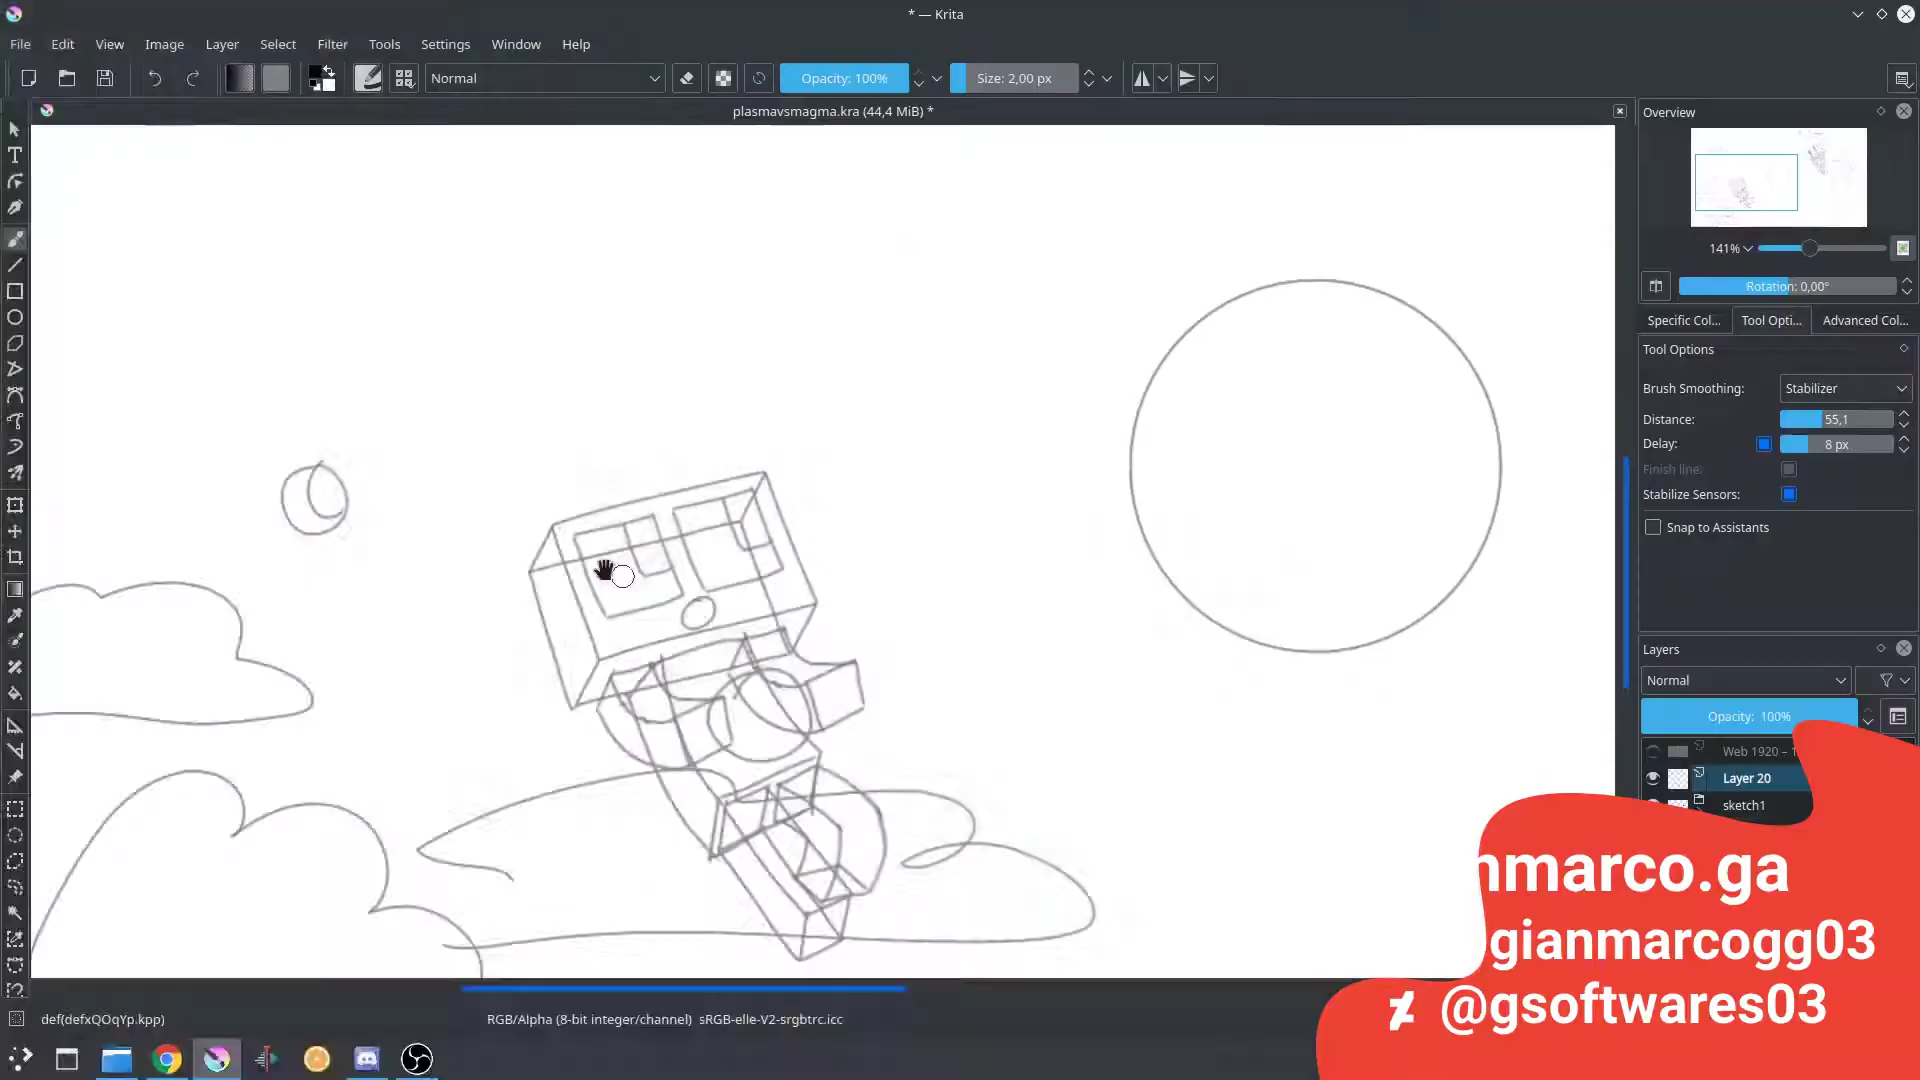 * — Krita
File Edit View Image Layer Select Filter Tools Settings Window Help
Normal Opacity: 100% Size: 2,00 px
plasmavsmagma.kra (44,4 MiB) *
Overview
141%
Rotation: 0,00°
Specific Col... Tool Opti... Advanced Col...
Tool Options
Brush Smoothing: Stabilizer
Distance: 55,1
Delay: 8 px
Finish line:
Stabilize Sensors:
Snap to Assistants
Layers
Normal
Opacity: 100%
Web 1920 –
Layer 20
sketch1
nmarco.ga
gianmarcogg03
@gsoftwares03
def(defxQOqYp.kpp)
RGB/Alpha (8-bit integer/channel) sRGB-elle-V2-srgbtrc.icc